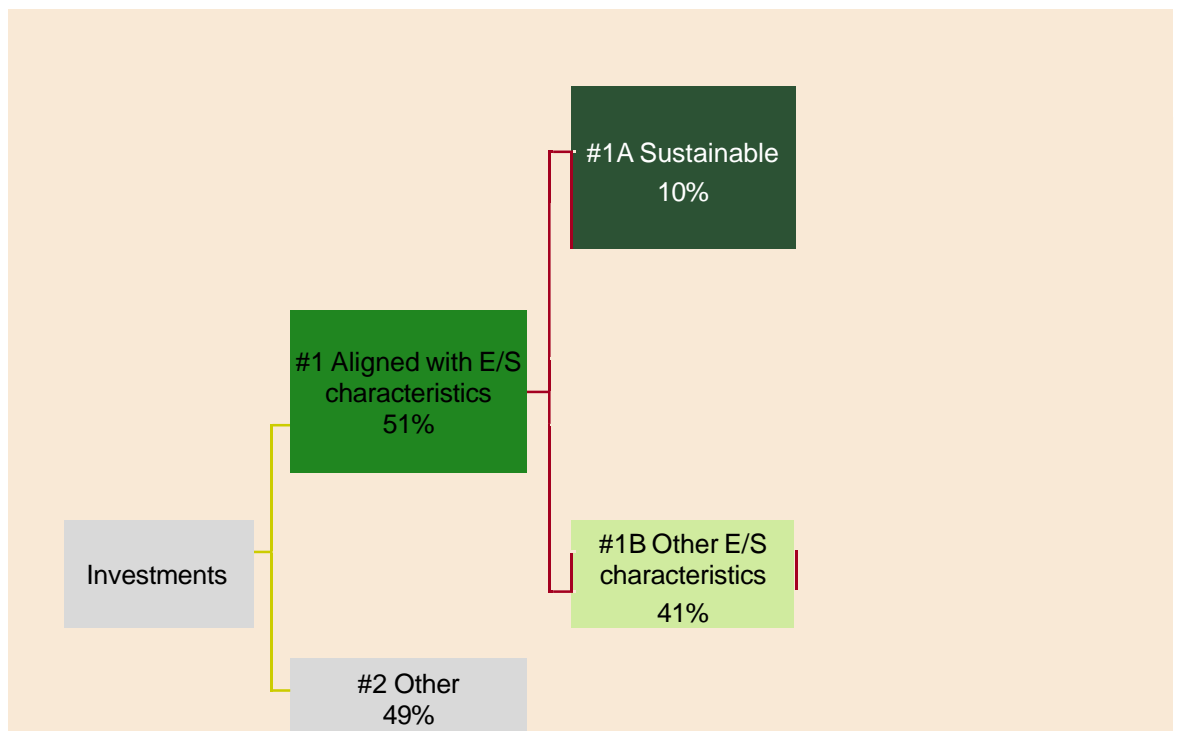 #1A Sustainable
10%
#1 Aligned with E/S
characteristics
51%
Investments
#1B Other E/S
characteristics
41%
#2 Other
49%